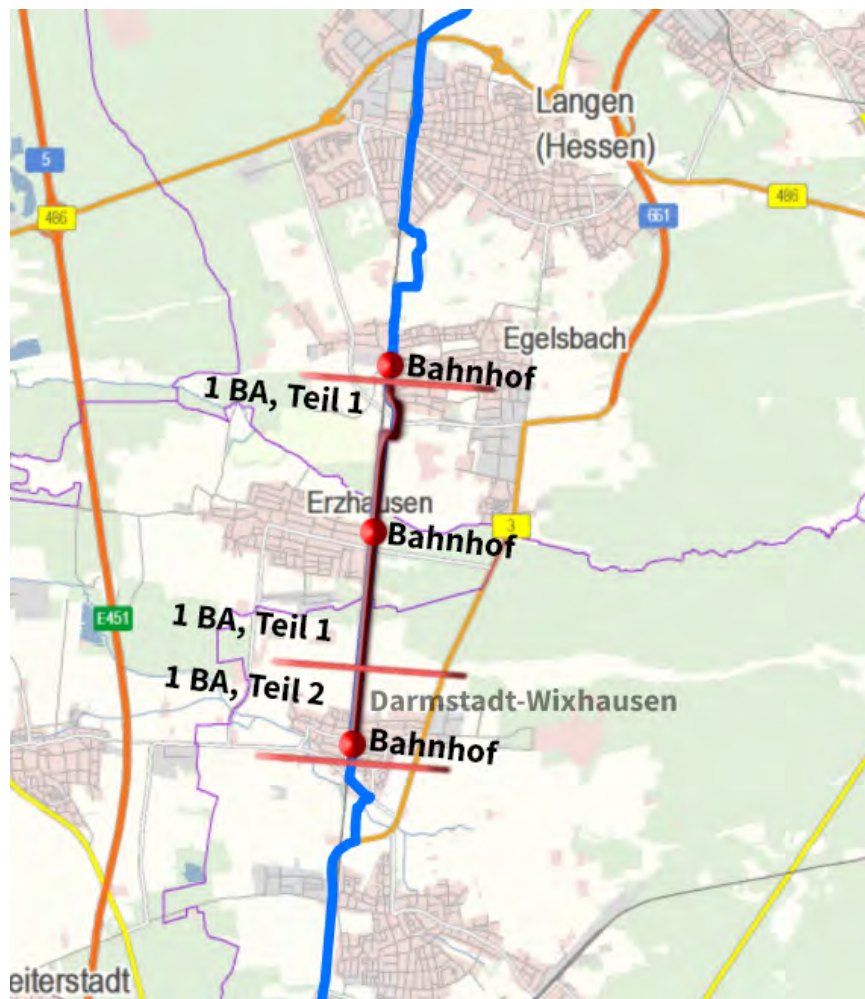 Langen
(Hessen)
5
486
486
661
Egelsbach
Bahnhof
1 BA, Teil 1
Erzhausen
3
Bahnhof
E451
1 BA, Teil 1
1 BA, Teil 2
Darmstadt-Wixhausen
Bahnhof
eiterstadt